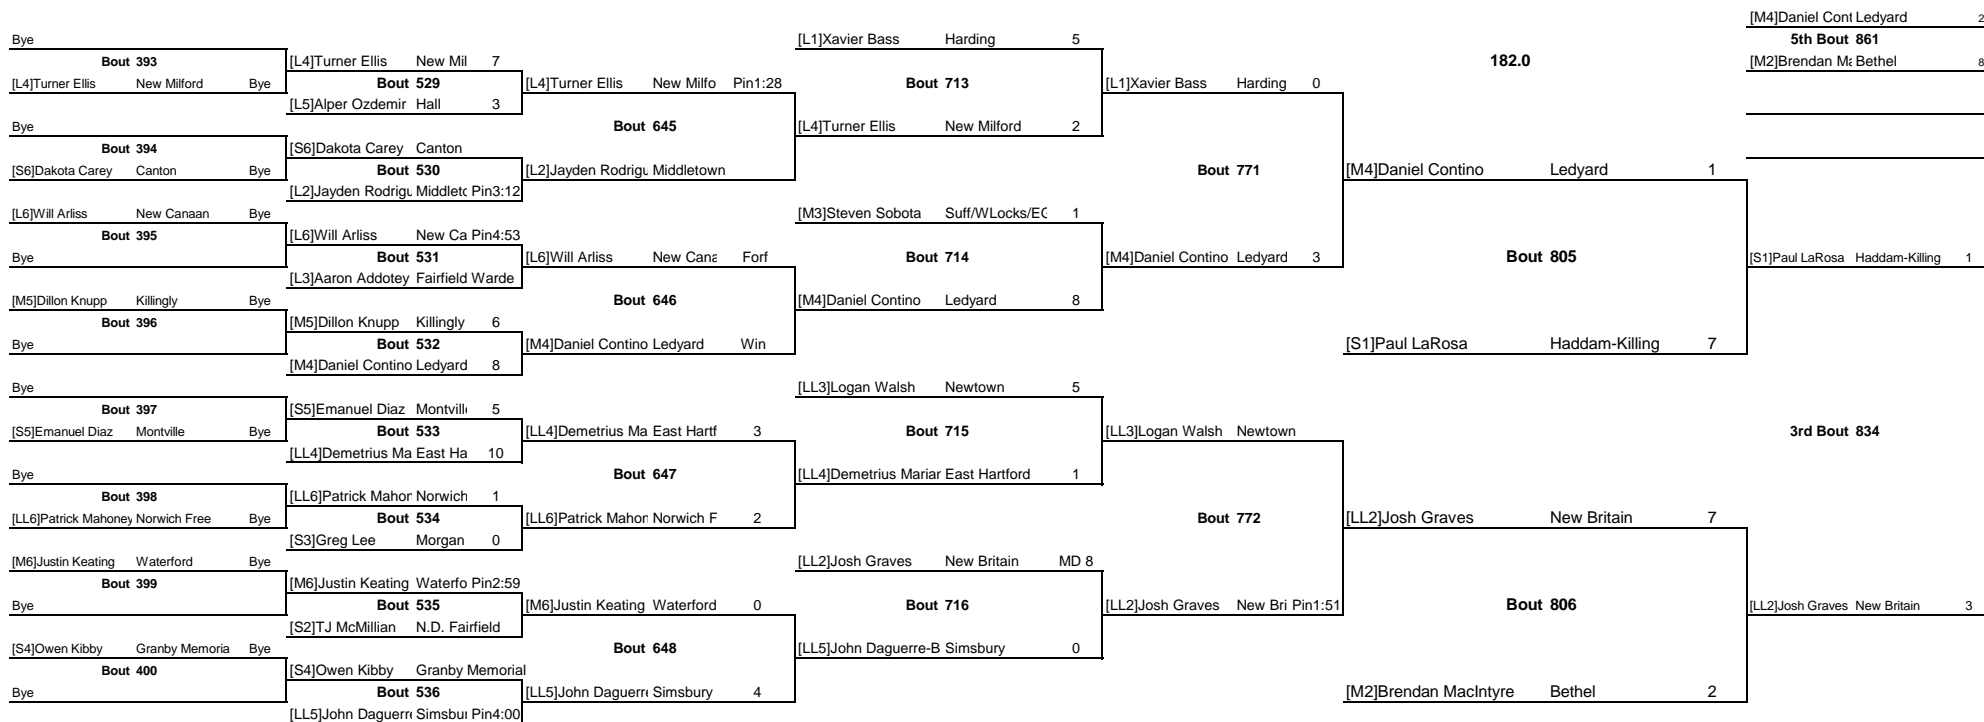 [M4]Daniel Cont Ledyard 2
Bye [L1]Xavier Bass Harding 5 5th Bout 861
Bout 393 [L4]Turner Ellis New Mil 7 182.0 [M2]Brendan Ma Bethel 8
[L4]Turner Ellis New Milford Bye Bout 529 [L4]Turner Ellis New Milfo Pin1:28 Bout 713 [L1]Xavier Bass Harding 0
[L5]Alper Ozdemir Hall 3
Bye Bout 645 [L4]Turner Ellis New Milford 2
Bout 394 [S6]Dakota Carey Canton
[S6]Dakota Carey Canton Bye Bout 530 [L2]Jayden Rodrigu Middletown Bout 771 [M4]Daniel Contino Ledyard 1
[L2]Jayden Rodrigu Middletc Pin3:12
[L6]Will Arliss New Canaan Bye [M3]Steven Sobota Suff/WLocks/EG 1
Bout 395 [L6]Will Arliss New Ca Pin4:53
Bye Bout 531 [L6]Will Arliss New Cana Forf Bout 714 [M4]Daniel Contino Ledyard 3 Bout 805 [S1]Paul LaRosa Haddam-Killing 1
[L3]Aaron Addotey Fairfield Warde
[M5]Dillon Knupp Killingly Bye Bout 646 [M4]Daniel Contino Ledyard 8
Bout 396 [M5]Dillon Knupp Killingly 6
Bye Bout 532 [M4]Daniel Contino Ledyard Win [S1]Paul LaRosa Haddam-Killing 7
[M4]Daniel Contino Ledyard 8
Bye [LL3]Logan Walsh Newtown 5
Bout 397 [S5]Emanuel Diaz Montville 5
[S5]Emanuel Diaz Montville Bye Bout 533 [LL4]Demetrius Ma East Hartf 3 Bout 715 [LL3]Logan Walsh Newtown 3rd Bout 834
[LL4]Demetrius Ma East Ha 10
Bye Bout 647 [LL4]Demetrius Mariar East Hartford 1
Bout 398 [LL6]Patrick Mahor Norwich 1
[LL6]Patrick Mahoney Norwich Free Bye Bout 534 [LL6]Patrick Mahon Norwich F 2 Bout 772 [LL2]Josh Graves New Britain 7
[S3]Greg Lee Morgan 0
[M6]Justin Keating Waterford Bye [LL2]Josh Graves New Britain MD 8
Bout 399 [M6]Justin Keating Waterfo Pin2:59
Bye Bout 535 [M6]Justin Keating Waterford 0 Bout 716 [LL2]Josh Graves New Bri Pin1:51 Bout 806 [LL2]Josh Graves New Britain 3
[S2]TJ McMillian N.D. Fairfield
[S4]Owen Kibby Granby Memoria Bye Bout 648 [LL5]John Daguerre-B Simsbury 0
Bout 400 [S4]Owen Kibby Granby Memorial
Bye Bout 536 [LL5]John Daguerre Simsbury 4 [M2]Brendan MacIntyre Bethel 2
[LL5]John Daguerre Simsbur Pin4:00